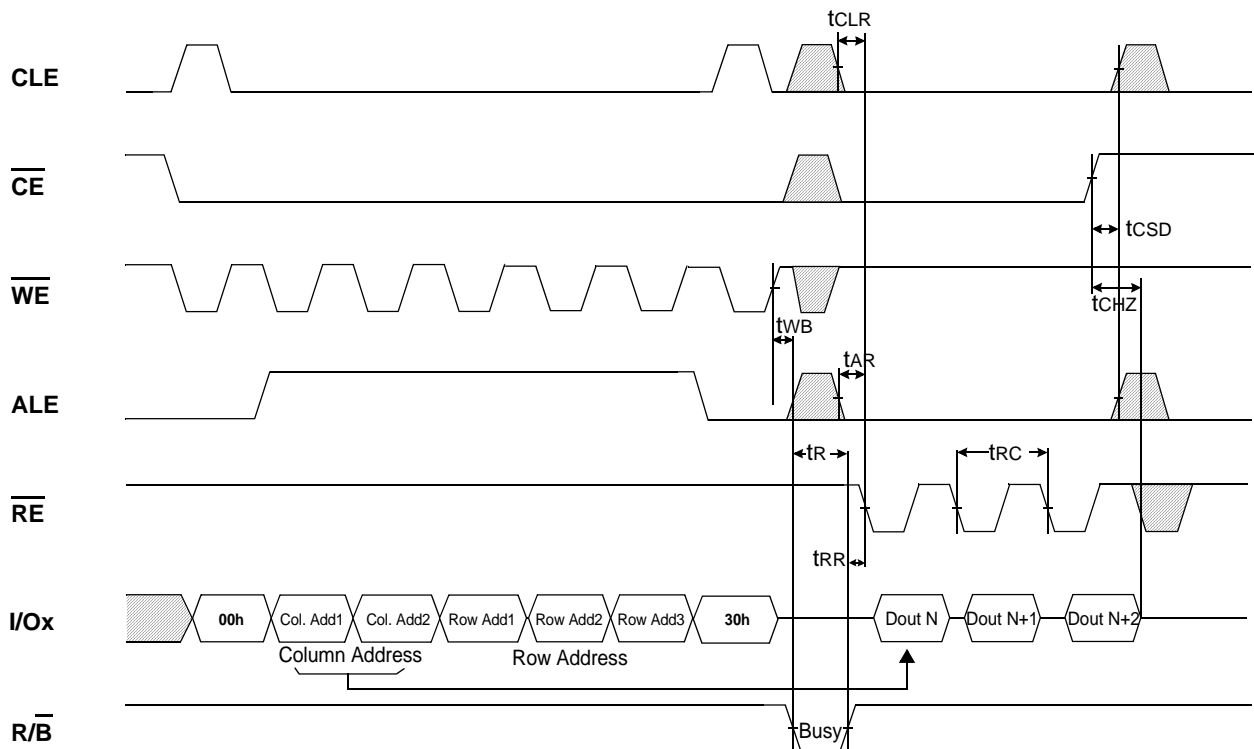 tCLR
CLE
CE
tCSD
WE
tCHZ
tWB
tAR
ALE
tR
tRC
RE
tRR
I/Ox
00h
Col. Add1
Col. Add2
Row Add1
Row Add2
Row Add3
30h
Dout N
Dout N+1
Dout N+2
Column Address
Row Address
R/B
Busy